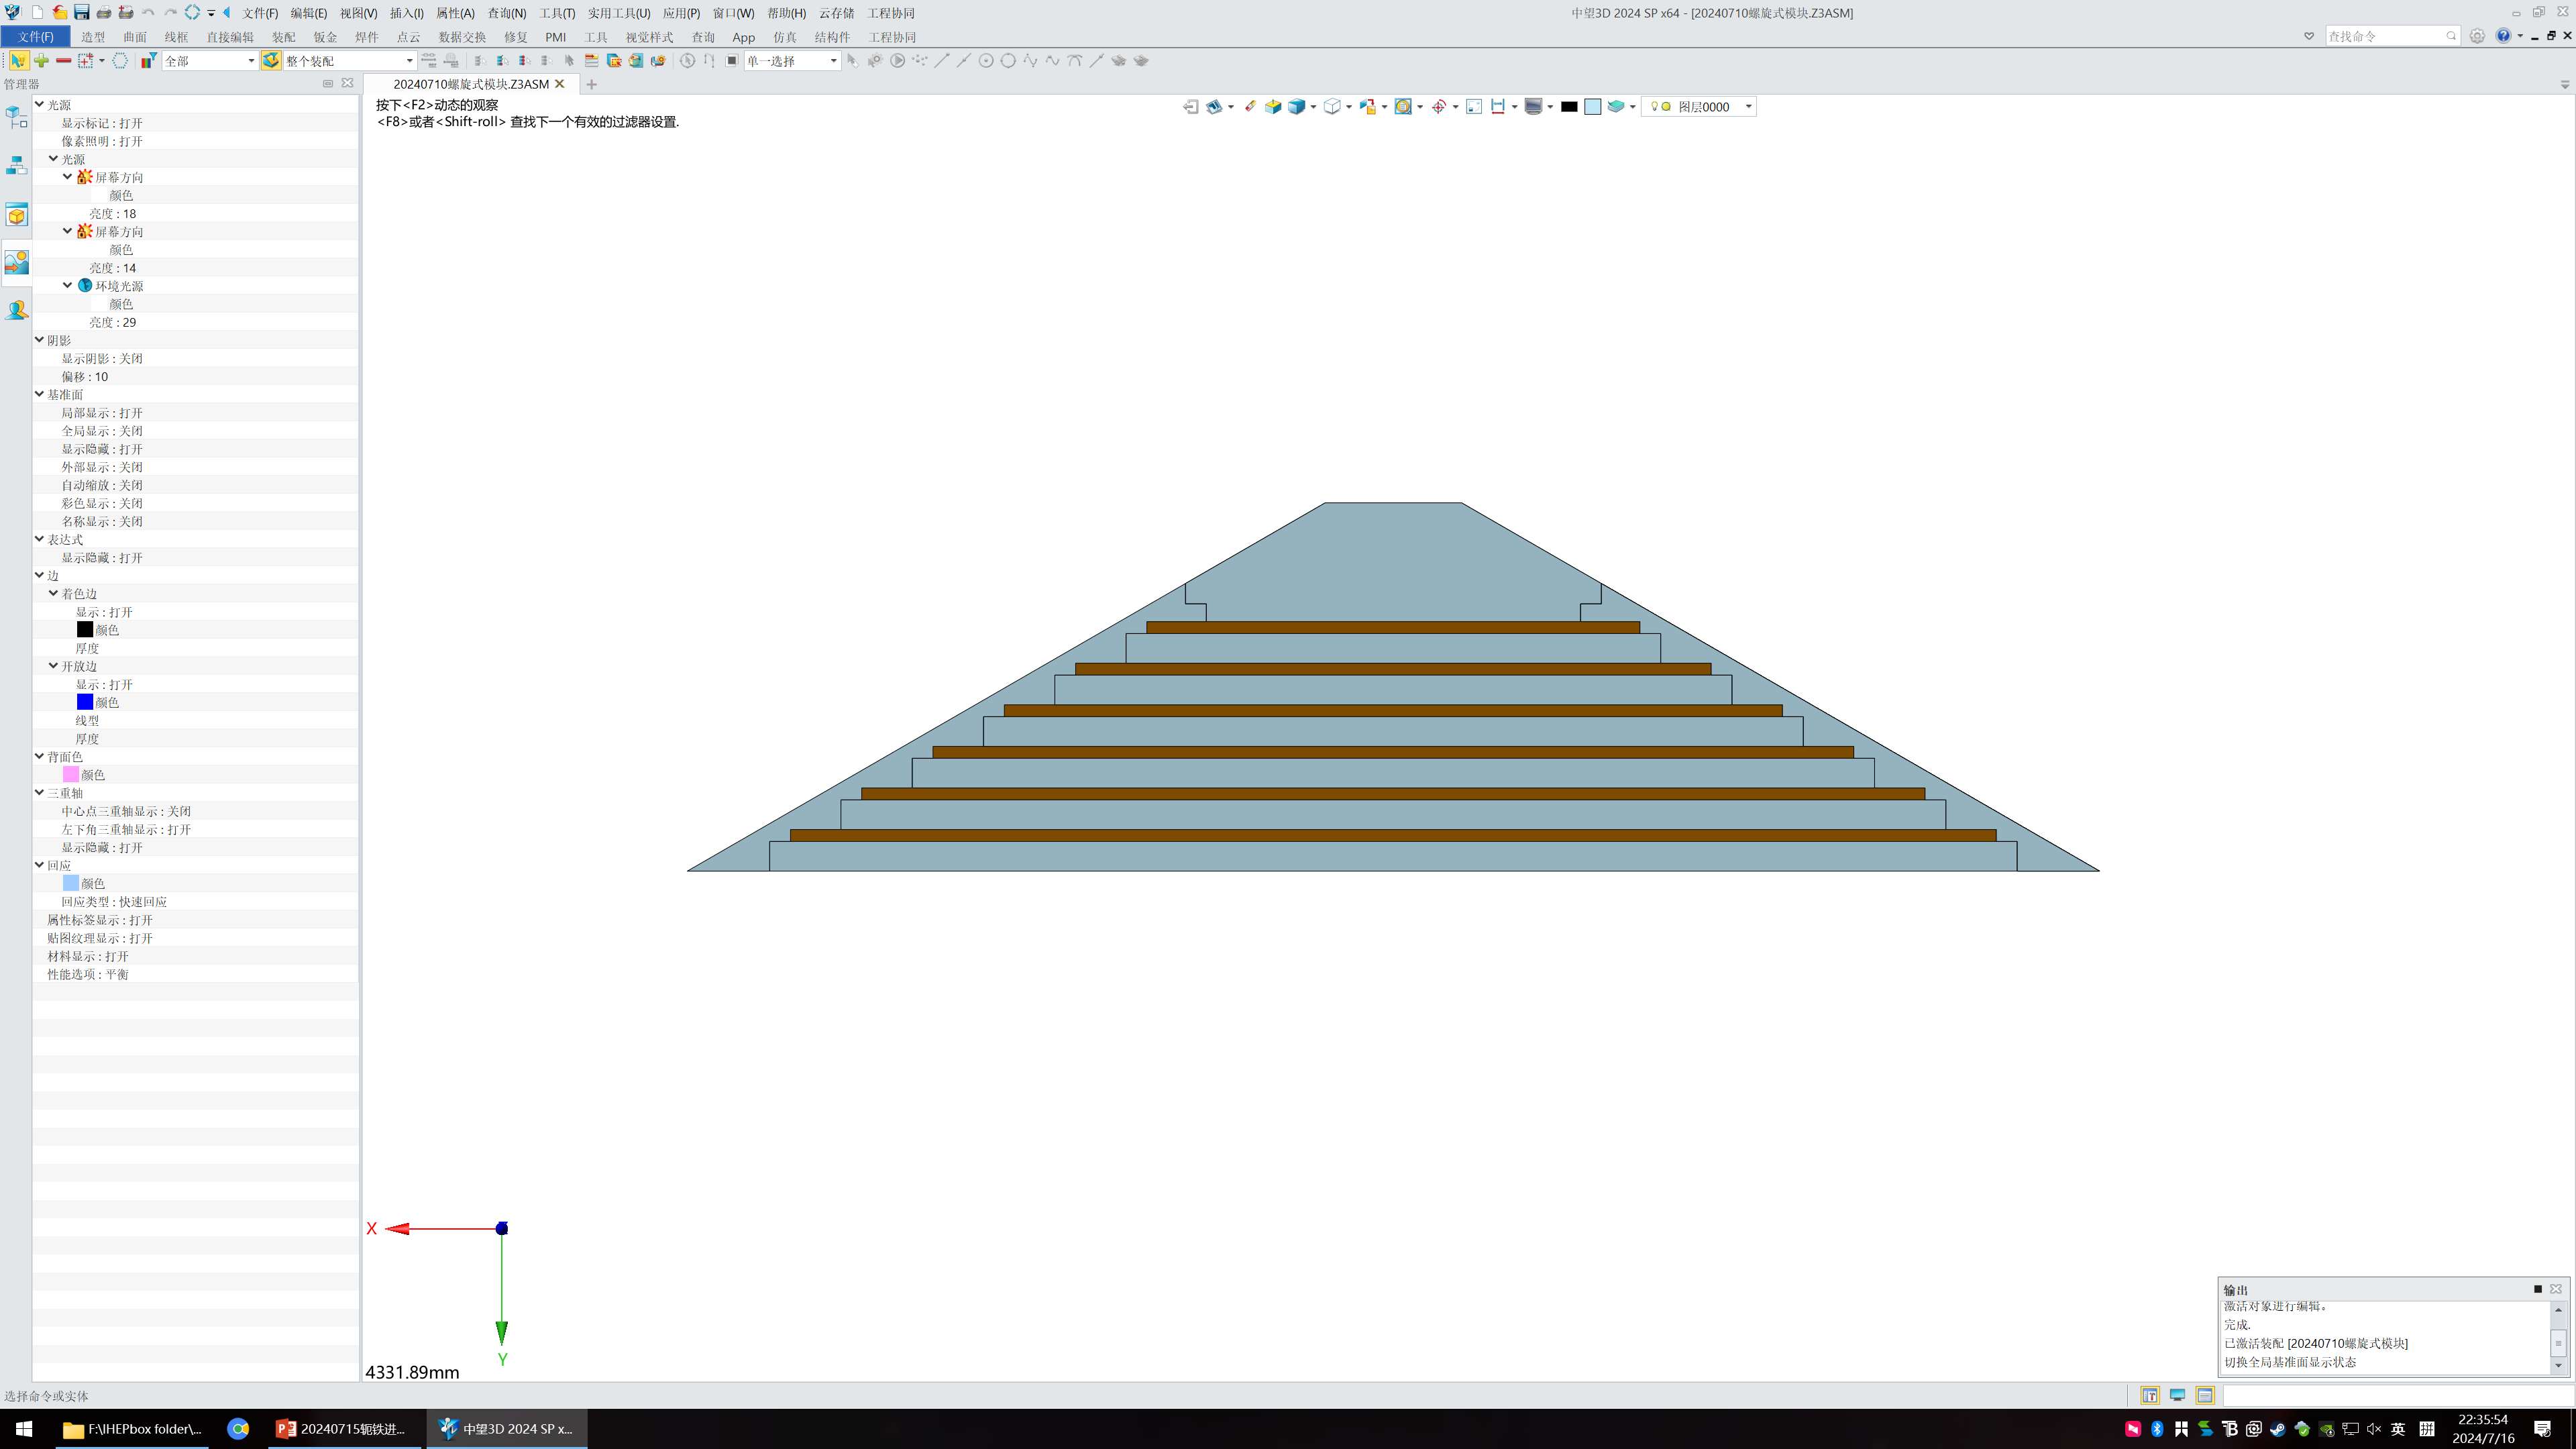 文件(F) 编辑(E) 视图(V) 插入(I) 属性(A) 查询(N) 工具(T) 实用工具(U) 应用(P) 窗口(W) 帮助(H) 云存储 工程协同
中望3D 2024 SP x64 - [20240710螺旋式模块.Z3ASM]
文件(F) 造型 曲面 线框 直接编辑 装配 钣金 焊件 点云 数据交换 修复 PMI 工具 视觉样式 查询 App 仿真 结构件 工程协同
查找命令
全部 整个装配 单一选择
管理器
20240710螺旋式模块.Z3ASM
按下<F2>动态的观察
<F8>或者<Shift-roll> 查找下一个有效的过滤器设置.
图层0000
光源
显示标记 : 打开
像素照明 : 打开
光源
屏幕方向
颜色
亮度 : 18
屏幕方向
颜色
亮度 : 14
环境光源
颜色
亮度 : 29
阴影
显示阴影 : 关闭
偏移 : 10
基准面
局部显示 : 打开
全局显示 : 关闭
显示隐藏 : 打开
外部显示 : 关闭
自动缩放 : 关闭
彩色显示 : 关闭
名称显示 : 关闭
表达式
显示隐藏 : 打开
边
着色边
显示 : 打开
颜色
厚度
开放边
显示 : 打开
颜色
线型
厚度
背面色
颜色
三重轴
中心点三重轴显示 : 关闭
左下角三重轴显示 : 打开
显示隐藏 : 打开
回应
颜色
回应类型 : 快速回应
属性标签显示 : 打开
贴图纹理显示 : 打开
材料显示 : 打开
性能选项 : 平衡
X
Y
4331.89mm
输出
激活对象进行编辑。
完成.
已激活装配 [20240710螺旋式模块]
切换全局基准面显示状态
选择命令或实体
F:\IHEPbox folder\...
20240715轭铁进...
中望3D 2024 SP x...
英
拼
22:35:54
2024/7/16